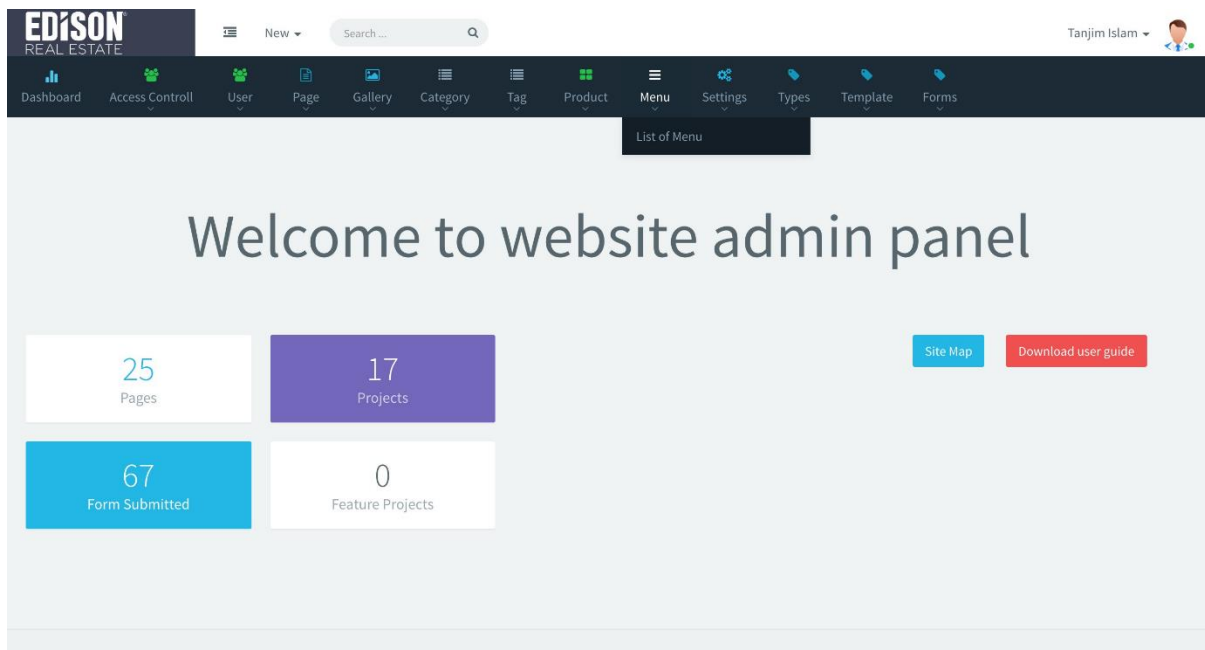 EDiSON
REAL ESTATE
New
Search ...
Tanjim Islam
Dashboard
Access Controll
User
Page
Gallery
Category
Tag
Product
Menu
Settings
Types
Template
Forms
List of Menu
Welcome to website admin panel
25
Pages
17
Projects
Site Map
Download user guide
67
Form Submitted
0
Feature Projects